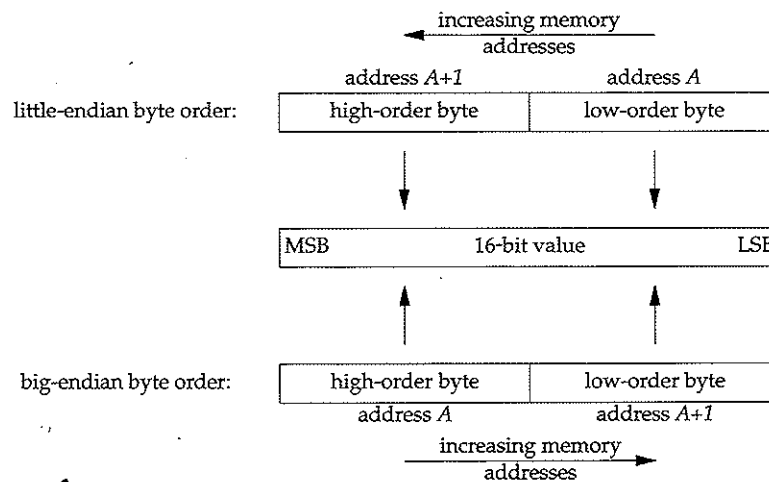 increasing memory
addresses
address A+1 address A
little-endian byte order: high-order byte low-order byte
MSB 16-bit value LSB
big-endian byte order: high-order byte low-order byte
address A address A+1
increasing memory
addresses